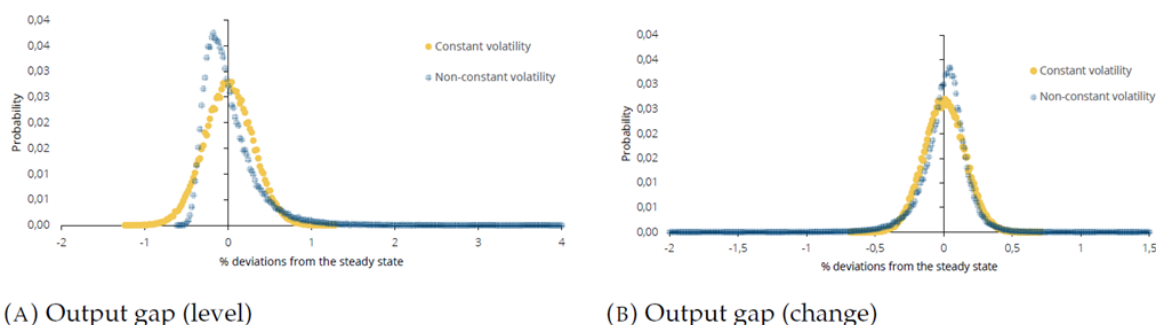 0,04
0,04
0,03
0,03
0,02
0,02
0,01
0,01
0,00
Probability
-2 -1 0 1 2 3 4
% deviations from the steady state
Constant volatility
Non-constant volatility
(A) Output gap (level)
0,04
0,04
0,03
0,03
0,02
0,02
0,01
0,01
0,00
Probability
-2 -1,5 -1 -0,5 0 0,5 1 1,5
% deviations from the steady state
Constant volatility
Non-constant volatility
(B) Output gap (change)